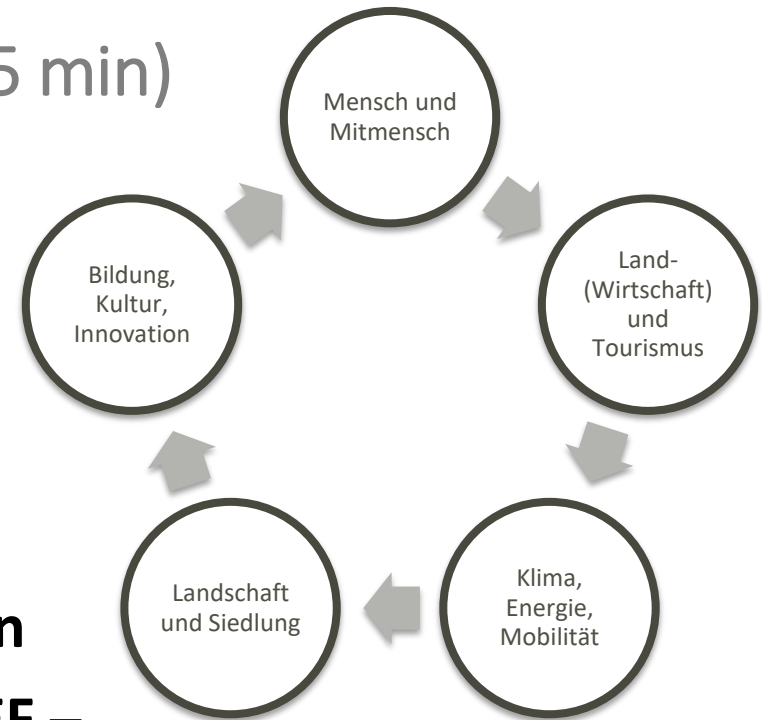 5 min)
Mensch und
Mitmensch
Land-
(Wirtschaft)
und
Tourismus
Klima,
Energie,
Mobilität
Landschaft
und Siedlung
Bildung,
Kultur,
Innovation
n